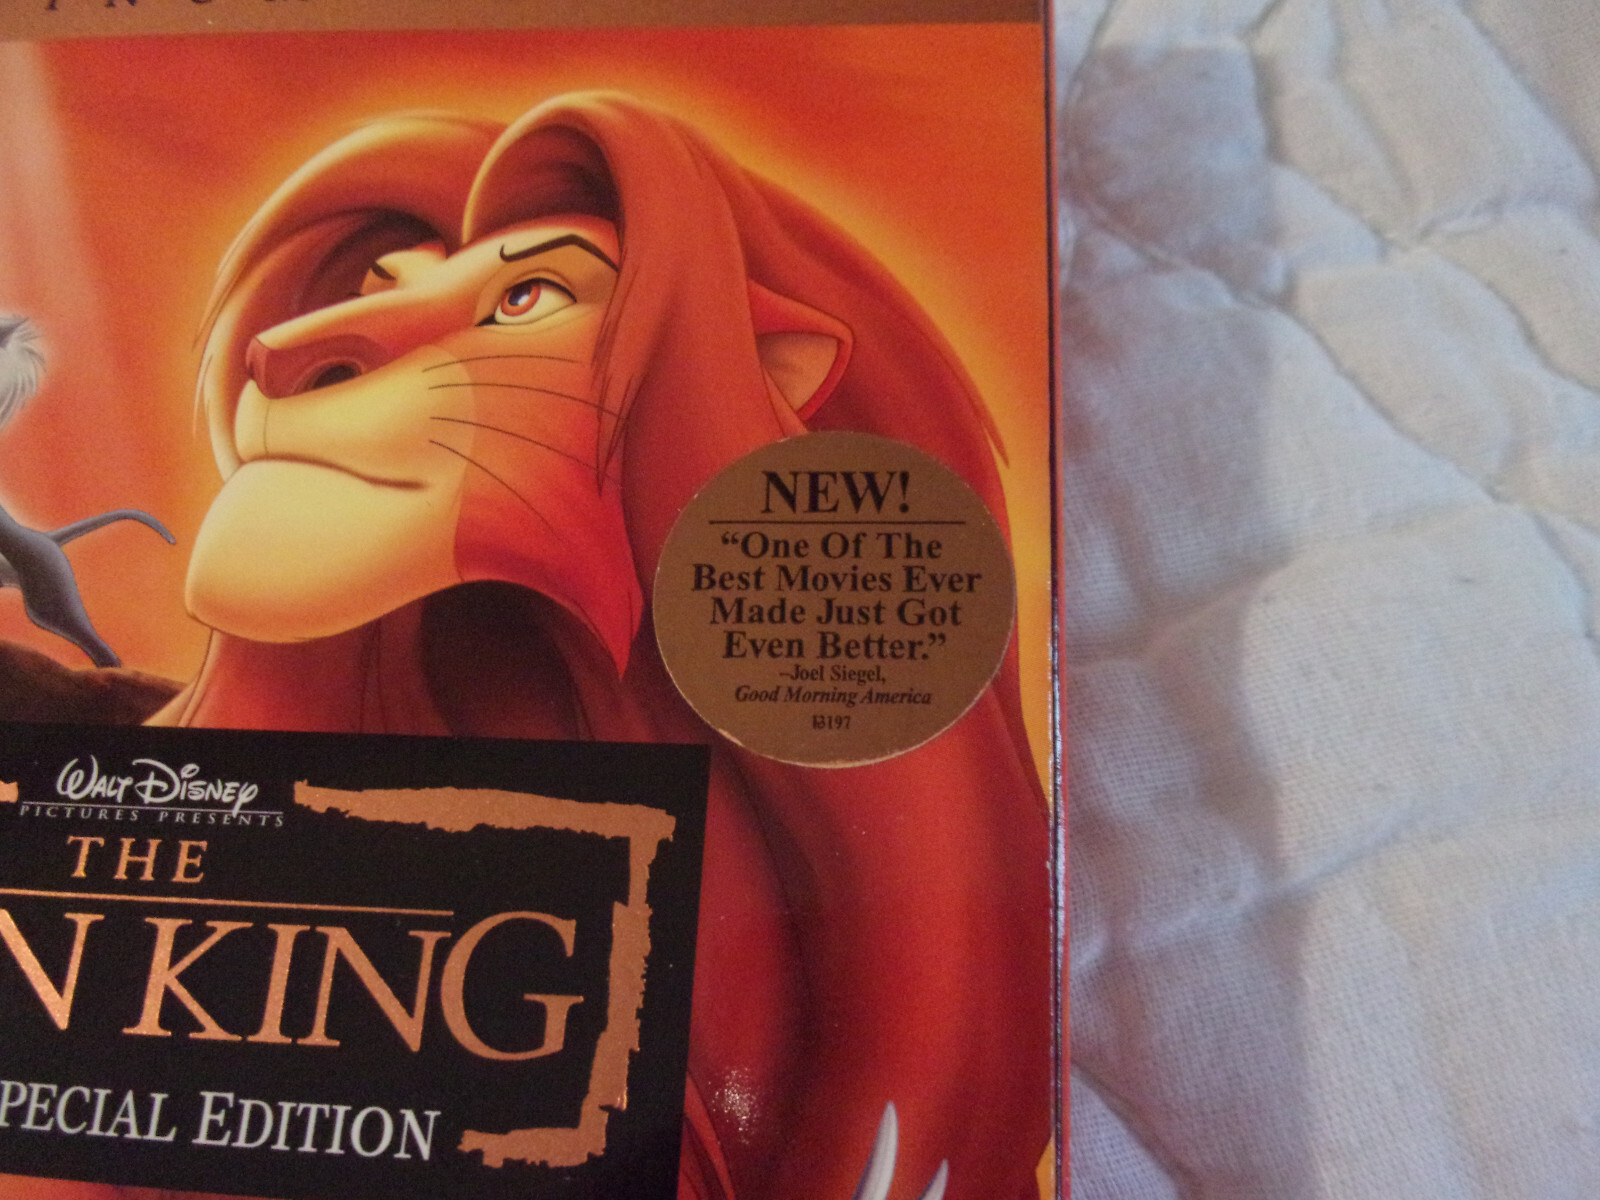 NEW!
“One Of The
Best Movies Ever
Made Just Got
Even Better.”
–Joel Siegel,
Good Morning America
13197
WALT DISNEY
PICTURES PRESENTS
THE
N KING
PECIAL EDITION